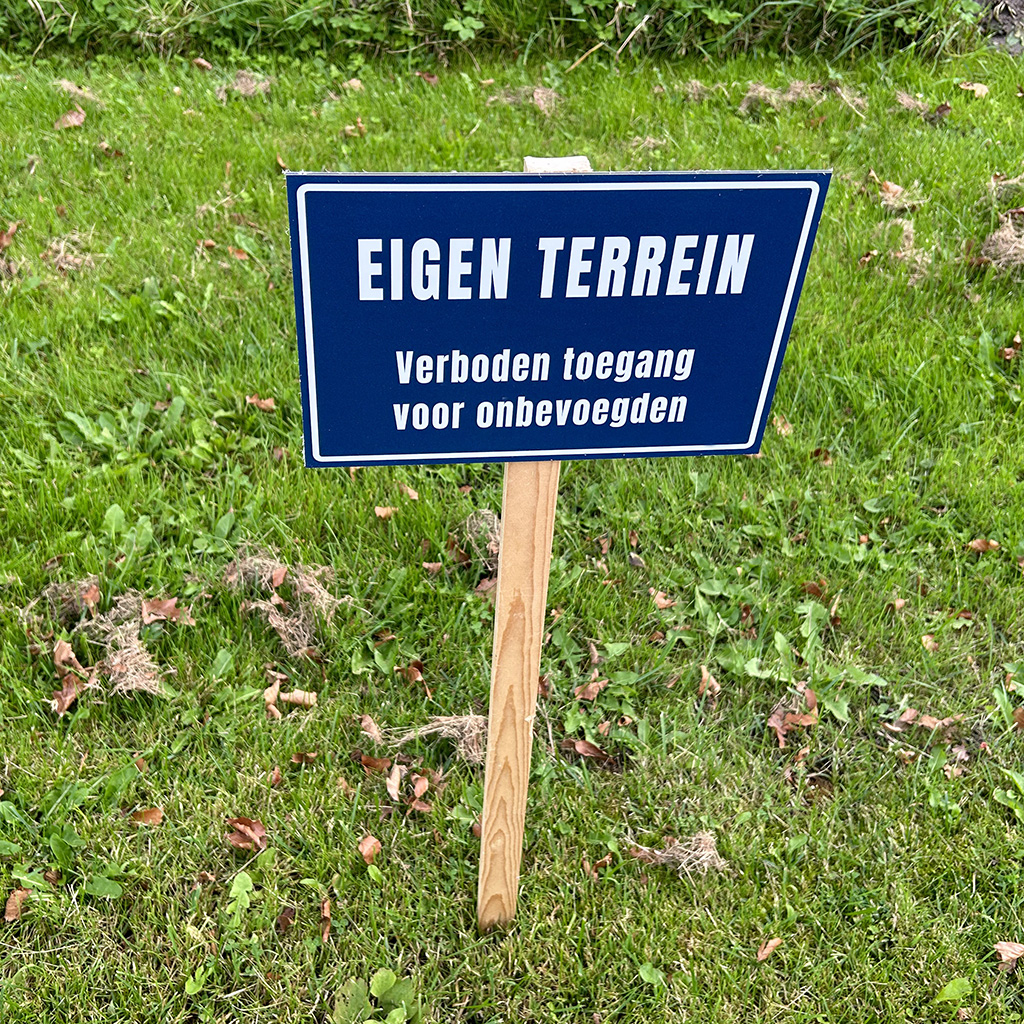 EIGEN TERREIN
Verboden toegang
voor onbevoegden